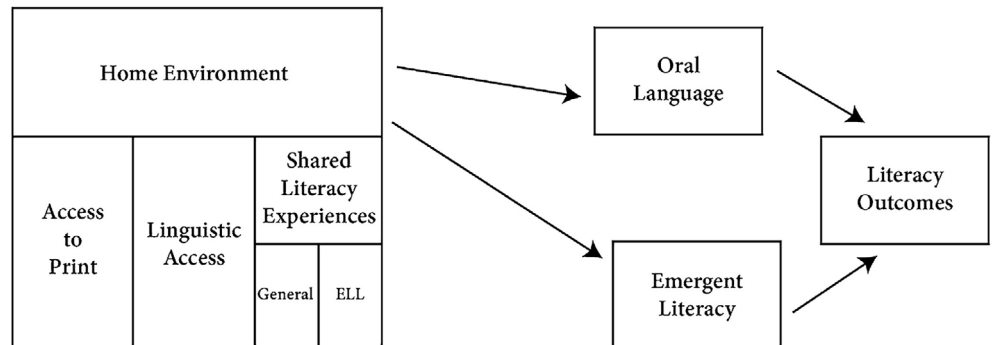 Home Environment
Access
to
Print
Linguistic
Access
Shared
Literacy
Experiences
General
ELL
Oral
Language
Emergent
Literacy
Literacy
Outcomes